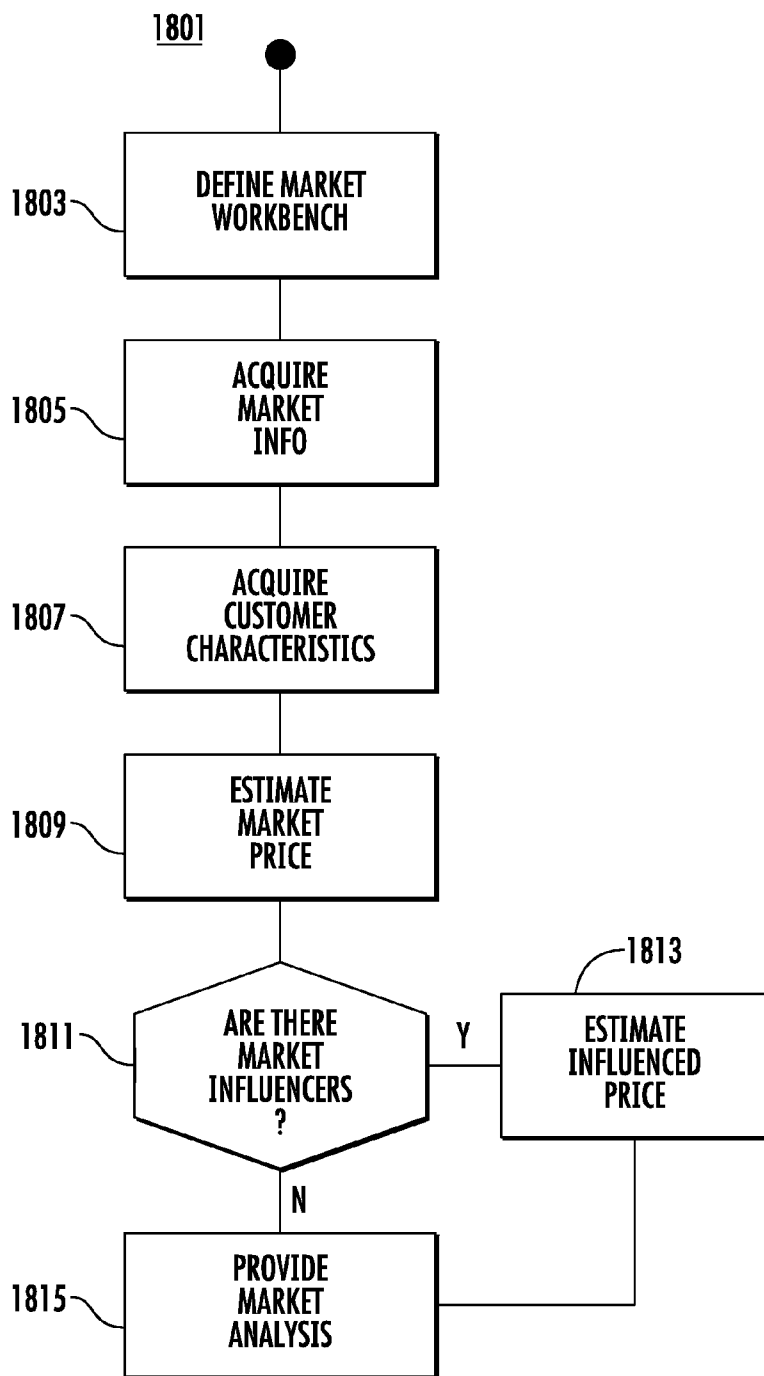 1801
1803
DEFINE MARKET
WORKBENCH
1805
ACQUIRE
MARKET
INFO
1807
ACQUIRE
CUSTOMER
CHARACTERISTICS
1809
ESTIMATE
MARKET
PRICE
1811
ARE THERE
MARKET
INFLUENCERS
?
Y
1813
ESTIMATE
INFLUENCED
PRICE
N
1815
PROVIDE
MARKET
ANALYSIS